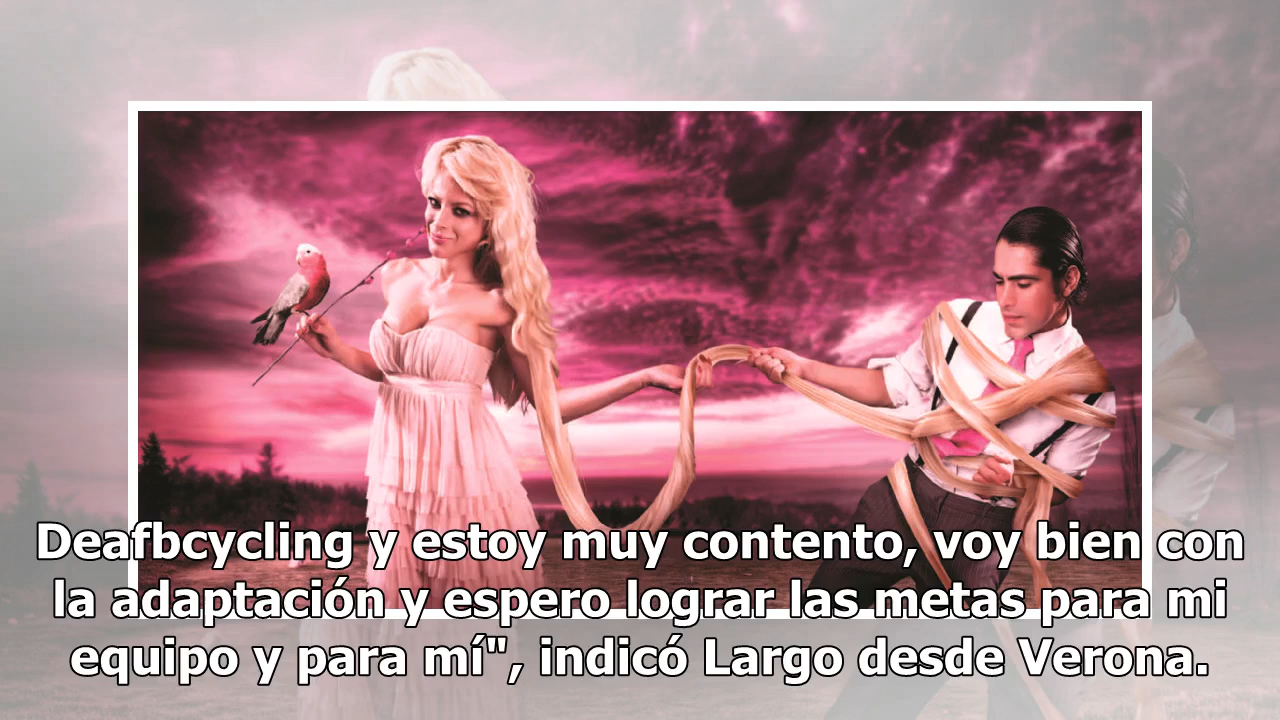 Deafbcycling y estoy muy contento, voy bien con
la adaptación y espero lograr las metas para mi
equipo y para mí", indicó Largo desde Verona.